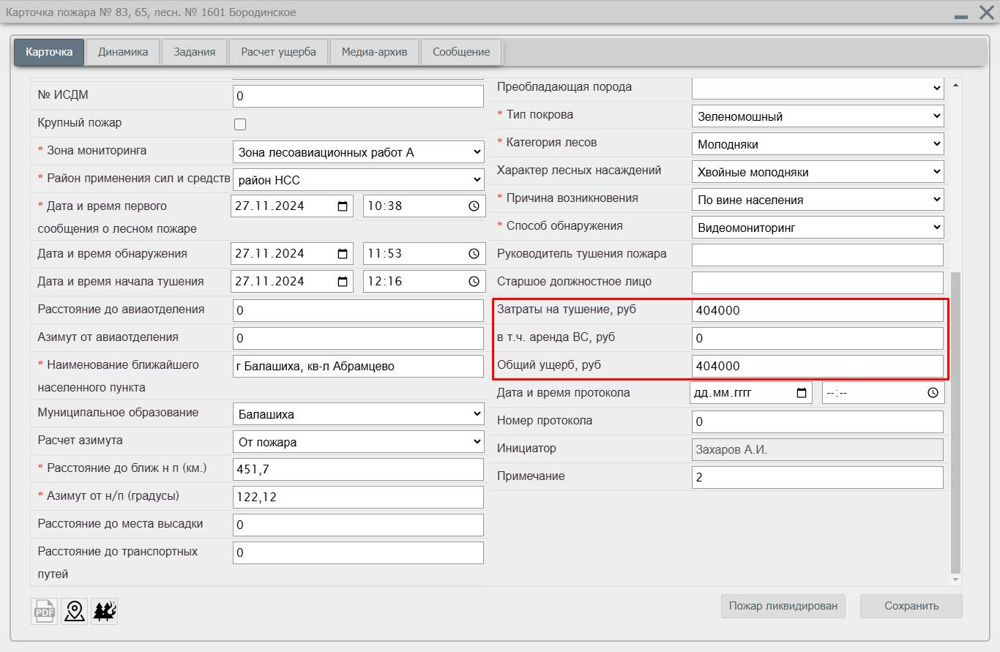 Карточка пожара № 83, 65, лесн. № 1601 Бородинское
Карточка
Динамика
Задания
Расчет ущерба
Медиа-архив
Сообщение
№ ИСДМ
0
Крупный пожар
* Зона мониторинга
Зона лесоавиационных работ А
* Район применения сил и средств
район НСС
* Дата и время первого
сообщения о лесном пожаре
27.11.2024
10:38
Дата и время обнаружения
27.11.2024
11:53
Дата и время начала тушения
27.11.2024
12:16
Расстояние до авиаотделения
0
Азимут от авиаотделения
0
* Наименование ближайшего
населенного пункта
г Балашиха, кв-л Абрамцево
Муниципальное образование
Балашиха
Расчет азимута
От пожара
* Расстояние до ближ н п (км.)
451,7
* Азимут от н/п (градусы)
122,12
Расстояние до места высадки
0
Расстояние до транспортных
путей
0
Преобладающая порода
* Тип покрова
Зеленомошный
* Категория лесов
Молодняки
Характер лесных насаждений
Хвойные молодняки
* Причина возникновения
По вине населения
* Способ обнаружения
Видеомониторинг
Руководитель тушения пожара
Старшое должностное лицо
Затраты на тушение, руб
404000
в т.ч. аренда ВС, руб
0
Общий ущерб, руб
404000
Дата и время протокола
дд.мм.гггг
--:--
Номер протокола
0
Инициатор
Захаров А.И.
Примечание
2
PDF
Пожар ликвидирован
Сохранить